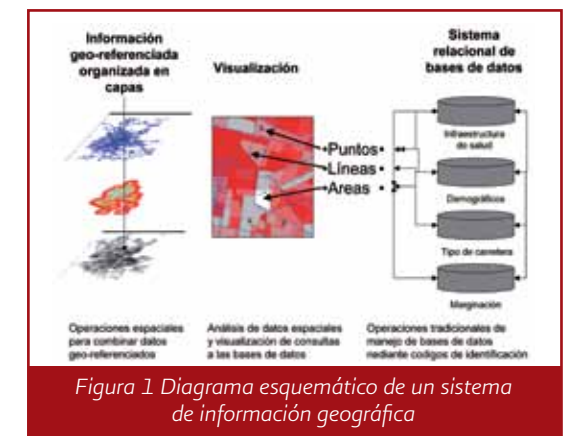 Información
geo-referenciada
organizada en
capas
Visualización
Sistema
relacional de
bases de datos
Puntos
Líneas
Areas
Infraestructura
do salud
Demográficos
Tipo de carretera
Marginación
Operaciones espaciales
para combinar datos
geo-referenciados
Análisis de datos espaciales
y visualización de consultas
a las bases de datos
Operaciones tradicionales de
manejo de bases de datos
mediante codigos de identificación
Figura 1 Diagrama esquemático de un sistema
de información geográfica